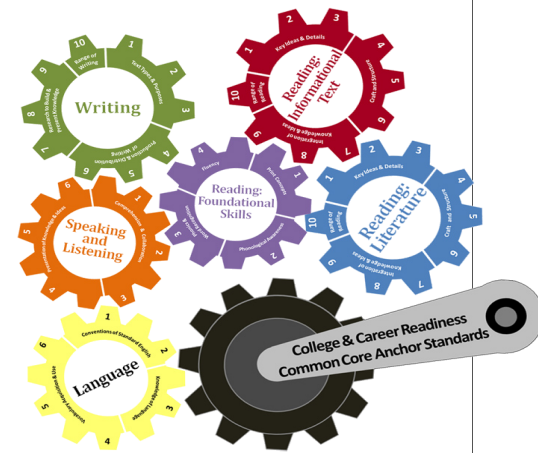 Writing
1
Text Types & Purposes
2
3
Production & Distribution
of Writing
4
5
6
Research to Build &
Present Knowledge
7
8
9
Range of
Writing
10
Reading:
Informational
Text
1
Key Ideas & Details
2
3
4
Craft and Structure
5
6
7
Integration of
Knowledge & Ideas
8
9
Range of
Reading
10
Reading:
Foundational
Skills
1
Print Concepts
2
Phonological Awareness
3
Phonics &
Word Recognition
4
Fluency
Reading:
Literature
1
Key Ideas & Details
2
3
4
Craft and Structure
5
6
7
Integration of
Knowledge & Ideas
8
9
Range of
Reading
10
Speaking
and
Listening
1
Comprehension & Collaboration
2
3
4
Presentation of Knowledge & Ideas
5
6
Language
1
Conventions of Standard English
2
3
Knowledge of Language
4
Vocabulary Acquisition & Use
5
6
College & Career Readiness
Common Core Anchor Standards